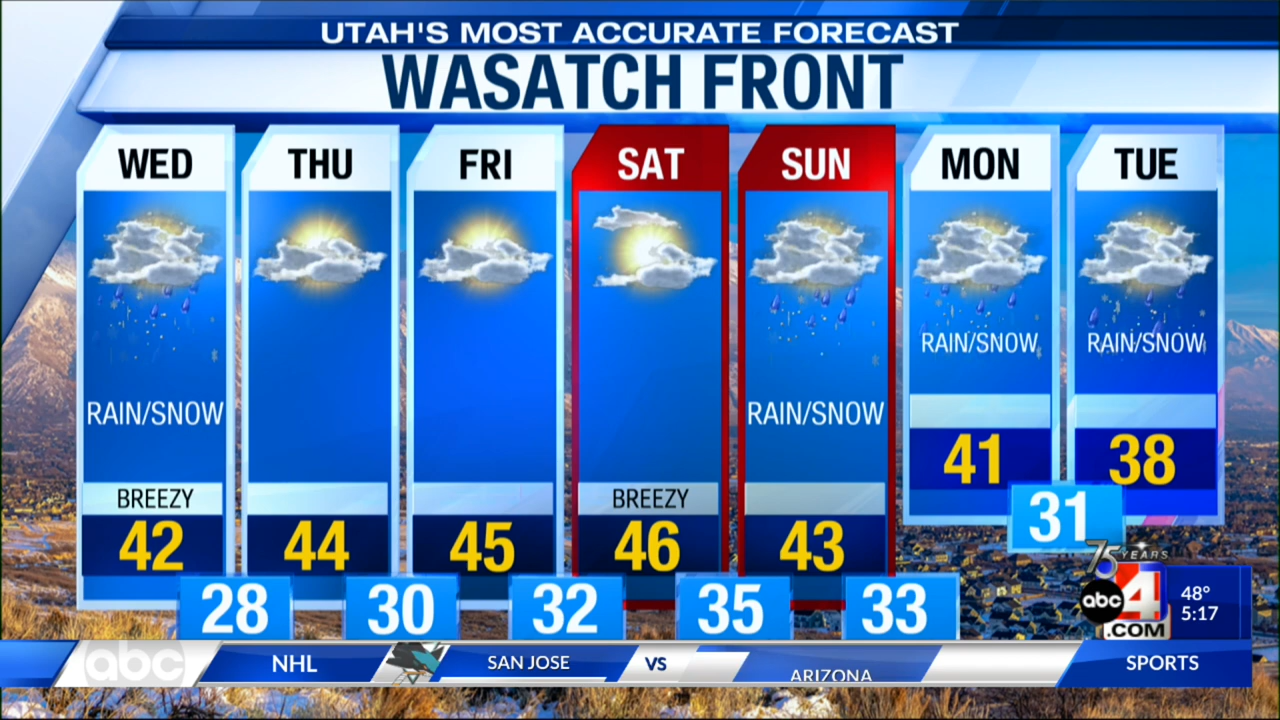 UTAH'S MOST ACCURATE FORECAST
WASATCH FRONT
WED
THU
FRI
SAT
SUN
MON
TUE
RAIN/SNOW
RAIN/SNOW
RAIN/SNOW
RAIN/SNOW
BREEZY
BREEZY
42
44
45
46
43
41
38
28
30
32
35
33
31
75 YEARS
abc 4
.COM
48°
5:17
abc
NHL
SAN JOSE
VS
ARIZONA
SPORTS